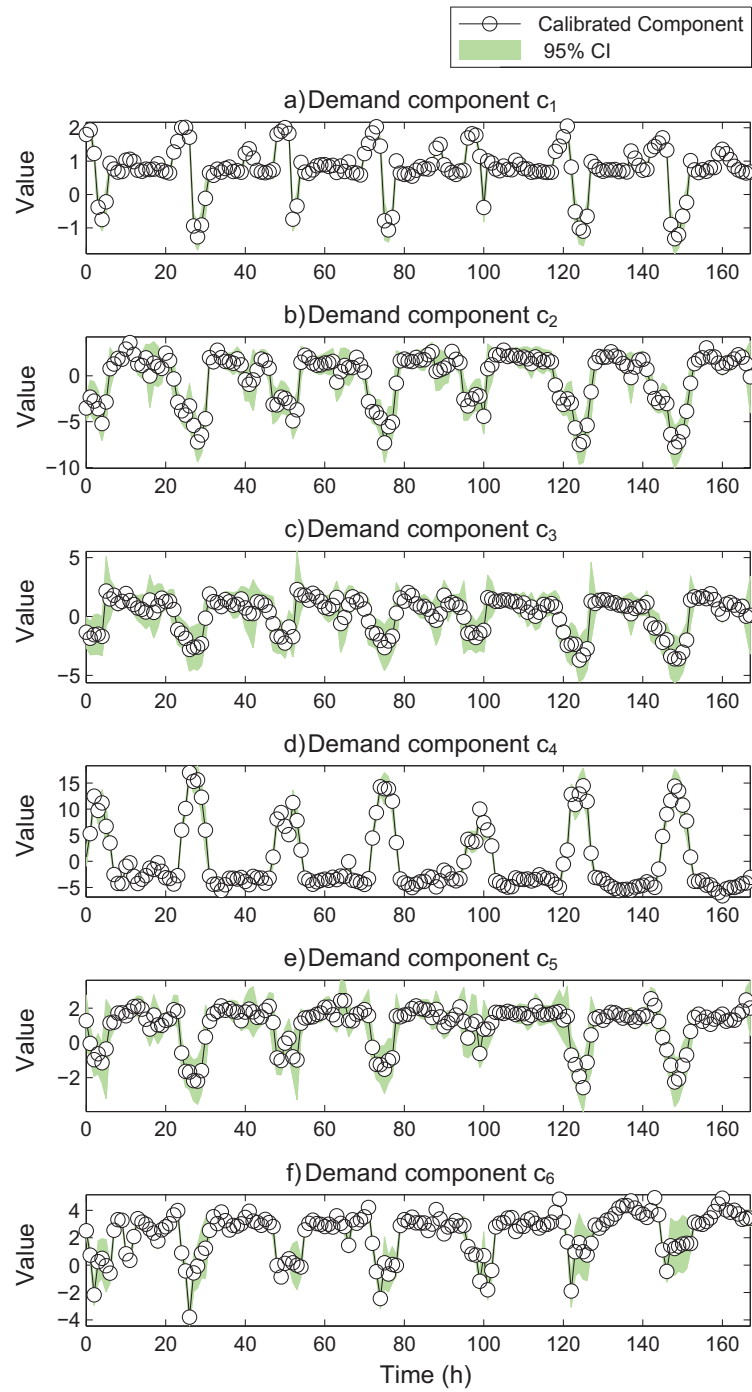 Calibrated Component
95% CI
a)Demand component c₁
Value
2
1
0
−1
0 20 40 60 80 100 120 140 160
b)Demand component c₂
Value
0
−5
−10
0 20 40 60 80 100 120 140 160
c)Demand component c₃
Value
5
0
−5
0 20 40 60 80 100 120 140 160
d)Demand component c₄
Value
15
10
5
0
−5
0 20 40 60 80 100 120 140 160
e)Demand component c₅
Value
2
0
−2
0 20 40 60 80 100 120 140 160
f)Demand component c₆
Value
4
2
0
−2
−4
0 20 40 60 80 100 120 140 160
Time (h)